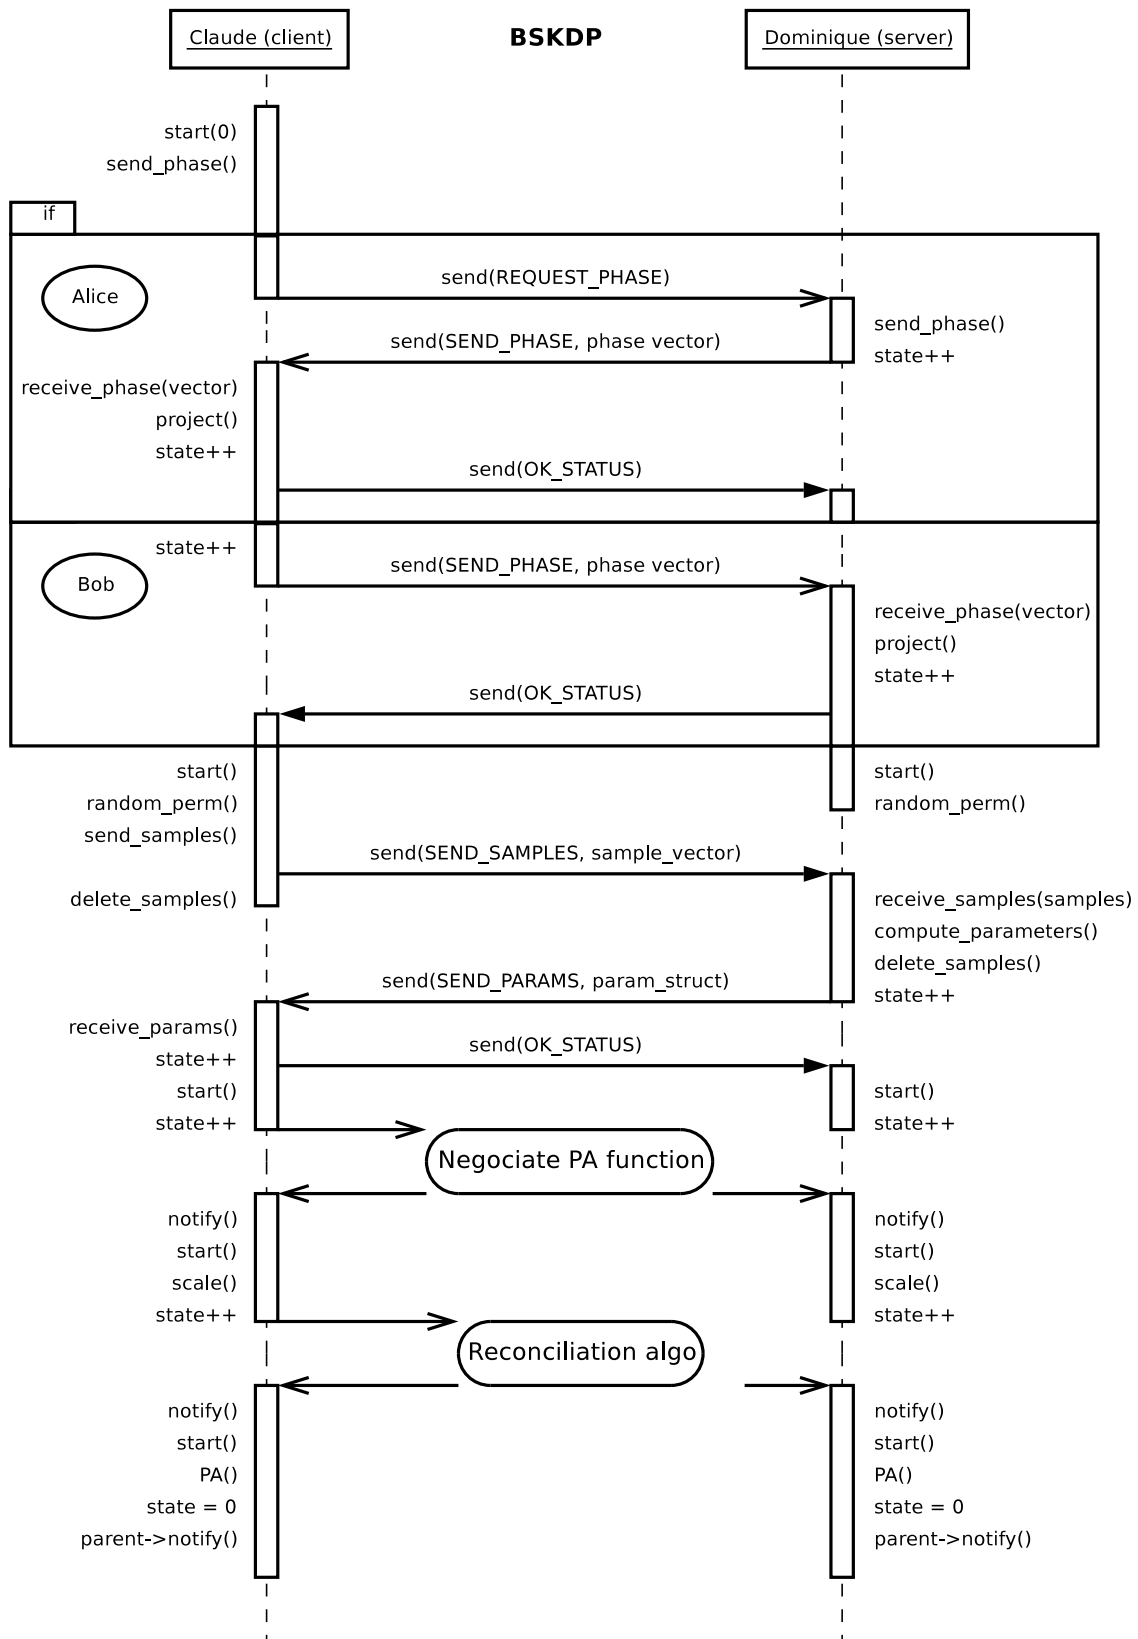 Claude (client)
BSKDP
Dominique (server)
start(0)
send_phase()
if
send(REQUEST_PHASE)
Alice
send_phase()
send(SEND_PHASE, phase vector)
state++
receive_phase(vector)
project()
state++
send(OK_STATUS)
state++
send(SEND_PHASE, phase vector)
Bob
receive_phase(vector)
project()
state++
send(OK_STATUS)
start()
start()
random_perm()
random_perm()
send_samples()
send(SEND_SAMPLES, sample_vector)
delete_samples()
receive_samples(samples)
compute_parameters()
delete_samples()
send(SEND_PARAMS, param_struct)
state++
receive_params()
send(OK_STATUS)
state++
start()
start()
state++
state++
Negociate PA function
notify()
notify()
start()
start()
scale()
scale()
state++
state++
Reconciliation algo
notify()
notify()
start()
start()
PA()
PA()
state = 0
state = 0
parent->notify()
parent->notify()